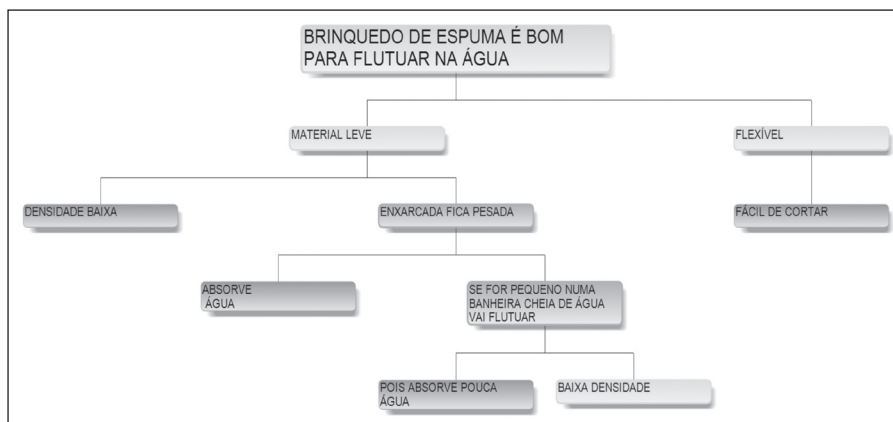 BRINQUEDO DE ESPUMA É BOM
PARA FLUTUAR NA ÁGUA
MATERIAL LEVE
FLEXÍVEL
DENSIDADE BAIXA
ENXARCADA FICA PESADA
FÁCIL DE CORTAR
ABSORVE
ÁGUA
SE FOR PEQUENO NUMA
BANHEIRA CHEIA DE ÁGUA
VAI FLUTUAR
POIS ABSORVE POUCA
ÁGUA
BAIXA DENSIDADE